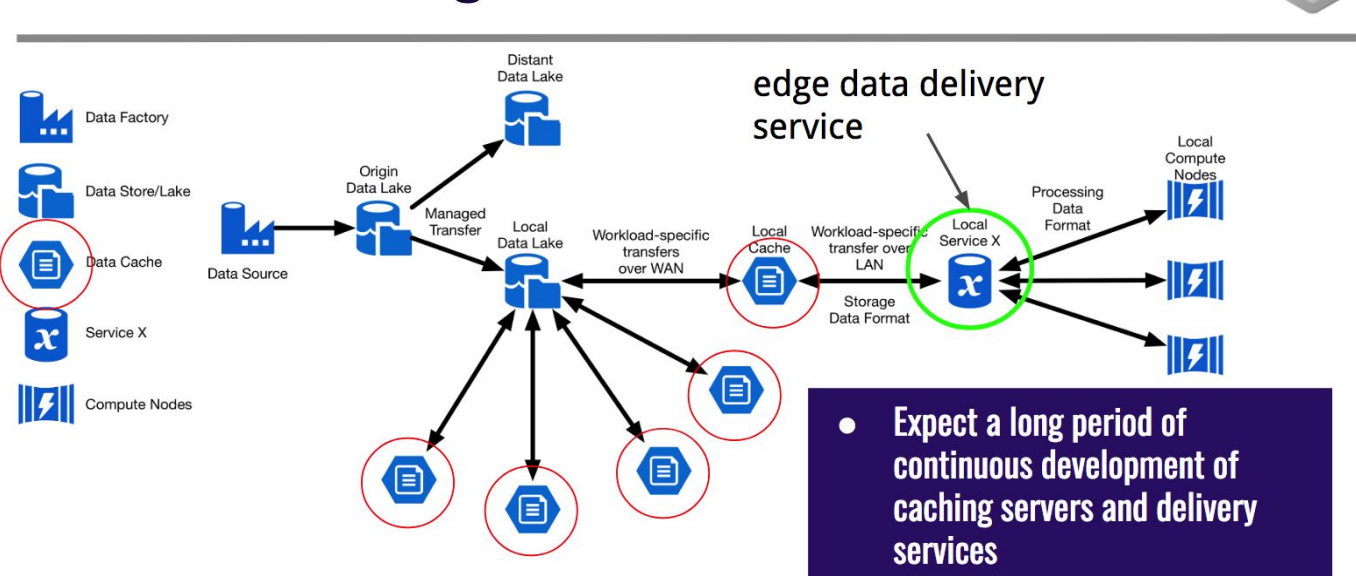 Distant
Data Lake
edge data delivery
service
Data Factory
Local
Compute
Nodes
Origin
Data Lake
Processing
Data
Format
Data Store/Lake
Managed
Transfer
Local
Data Lake
Workload-specific
transfers
over WAN
Local
Cache
Workload-specific
transfer over
LAN
Local
Service X
Data Source
Data Cache
Storage
Data Format
x
x
Service X
Compute Nodes
● Expect a long period of
continuous development of
caching servers and delivery
services